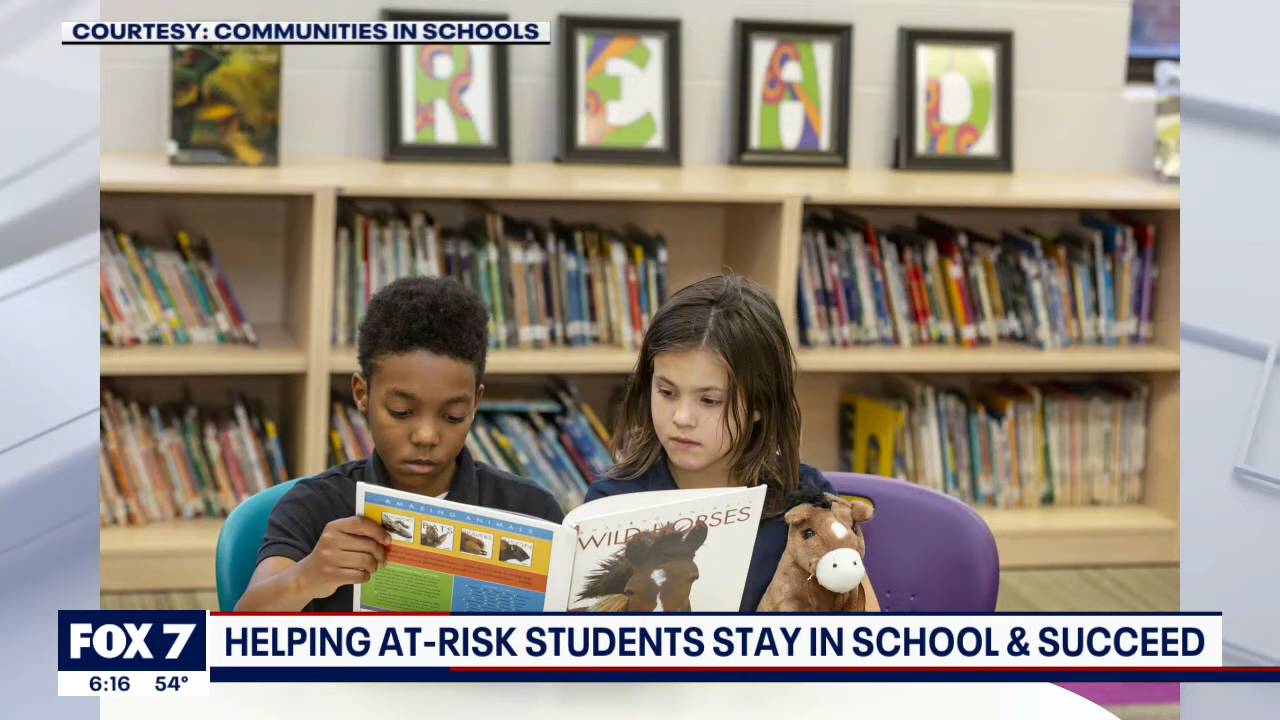 COURTESY: COMMUNITIES IN SCHOOLS
R E A D
AMAZING ANIMALS
BATS
WILD HORSES
FOX 7
HELPING AT-RISK STUDENTS STAY IN SCHOOL & SUCCEED
6:16 54°